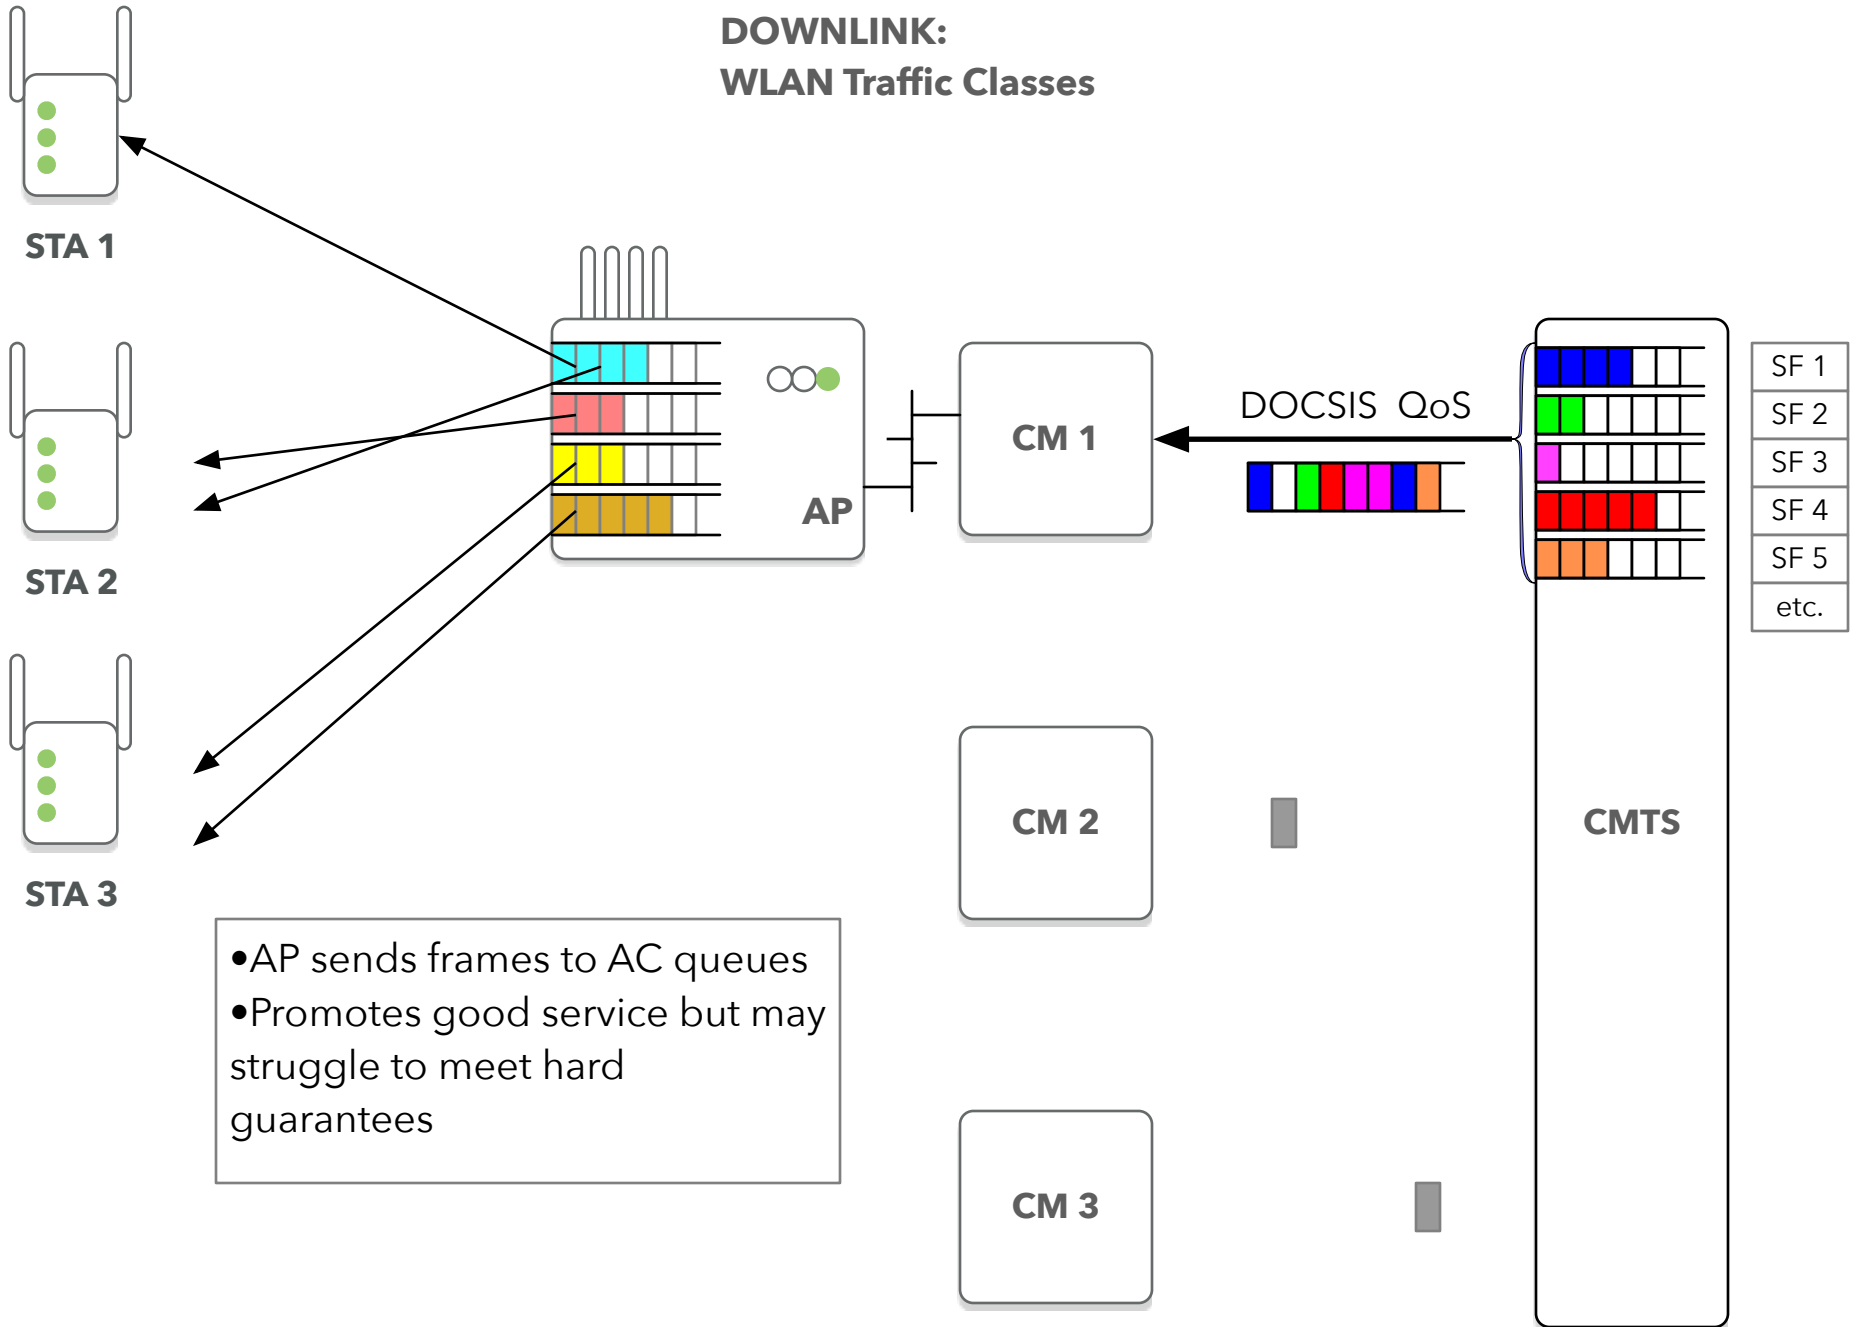 DOWNLINK:
WLAN Traffic Classes
STA 1
STA 2
STA 3
AP
CM 1
DOCSIS QoS
SF 1
SF 2
SF 3
SF 4
SF 5
etc.
CM 2
CMTS
CM 3
•AP sends frames to AC queues
•Promotes good service but may
struggle to meet hard
guarantees